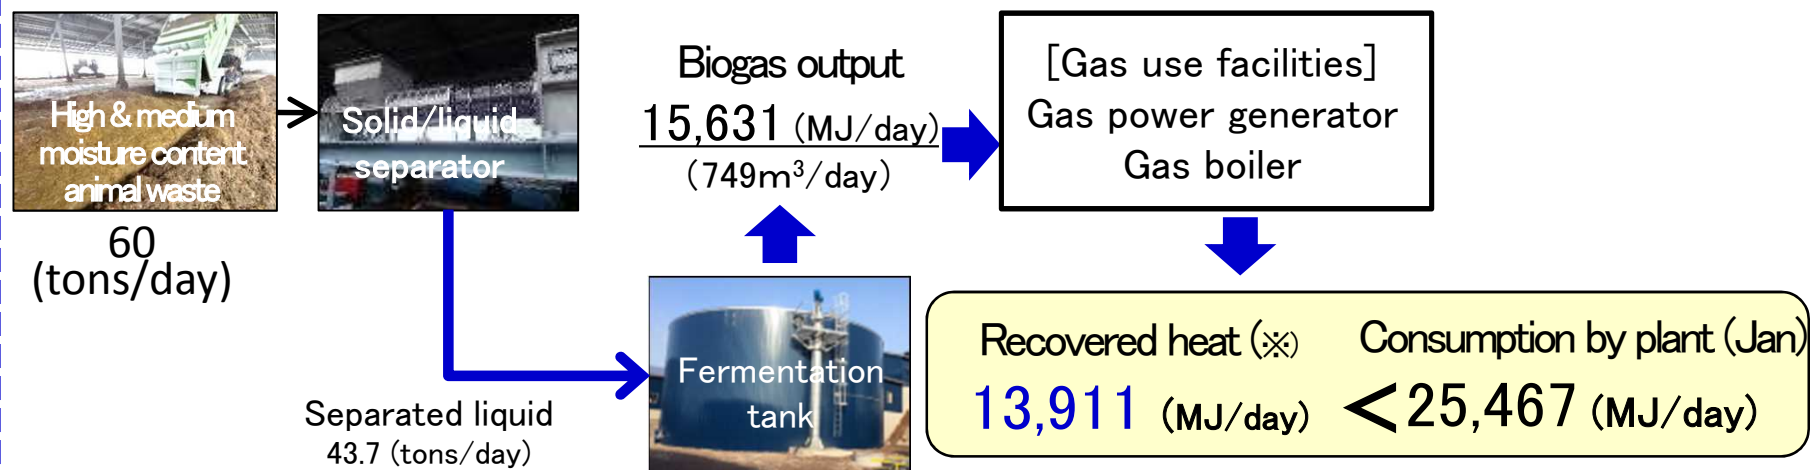 High & medium
moisture content
animal waste
60
(tons/day)
Solid/liquid
separator
Separated liquid
43.7 (tons/day)
Fermentation
tank
Biogas output
15,631 (MJ/day)
(749m³/day)
[Gas use facilities]
Gas power generator
Gas boiler
Recovered heat (※)
13,911 (MJ/day)
<
Consumption by plant (Jan)
25,467 (MJ/day)